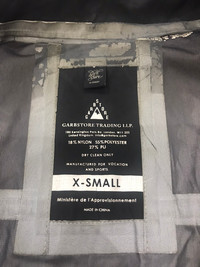 GARBSTORE
GARBSTORE TRADING LLP.
18% NYLON 55% POLYESTER
27% PU
DRY CLEAN ONLY
MANUFACTURED FOR VOCATION
AND SPORTS
X-SMALL
Ministère de l'Approvisionnement
MADE IN CHINA